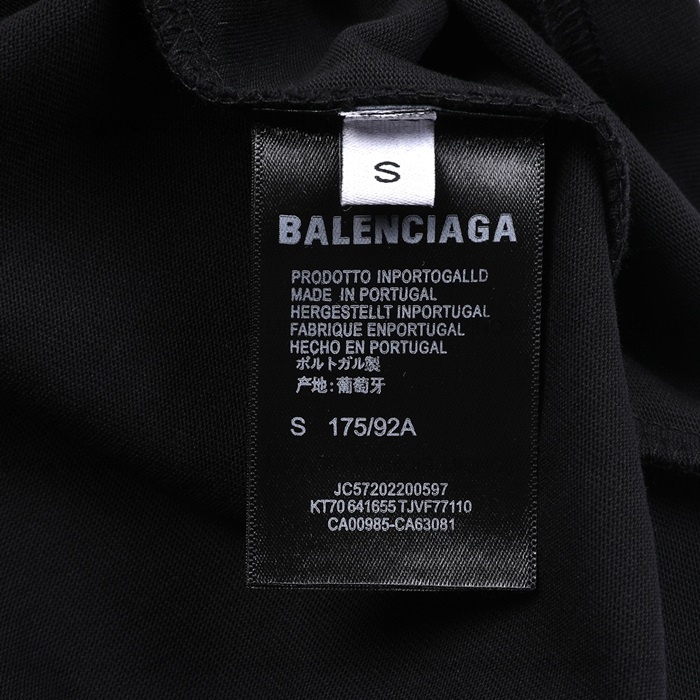 S
BALENCIAGA
PRODOTTO INPORTOGALLD
MADE IN PORTUGAL
HERGESTELLT INPORTUGAL
FABRIQUE ENPORTUGAL
HECHO EN PORTUGAL
ポルトガル製
产地:葡萄牙
S 175/92A
JC57202200597
KT70 641655 TJVF77110
CA00985-CA63081